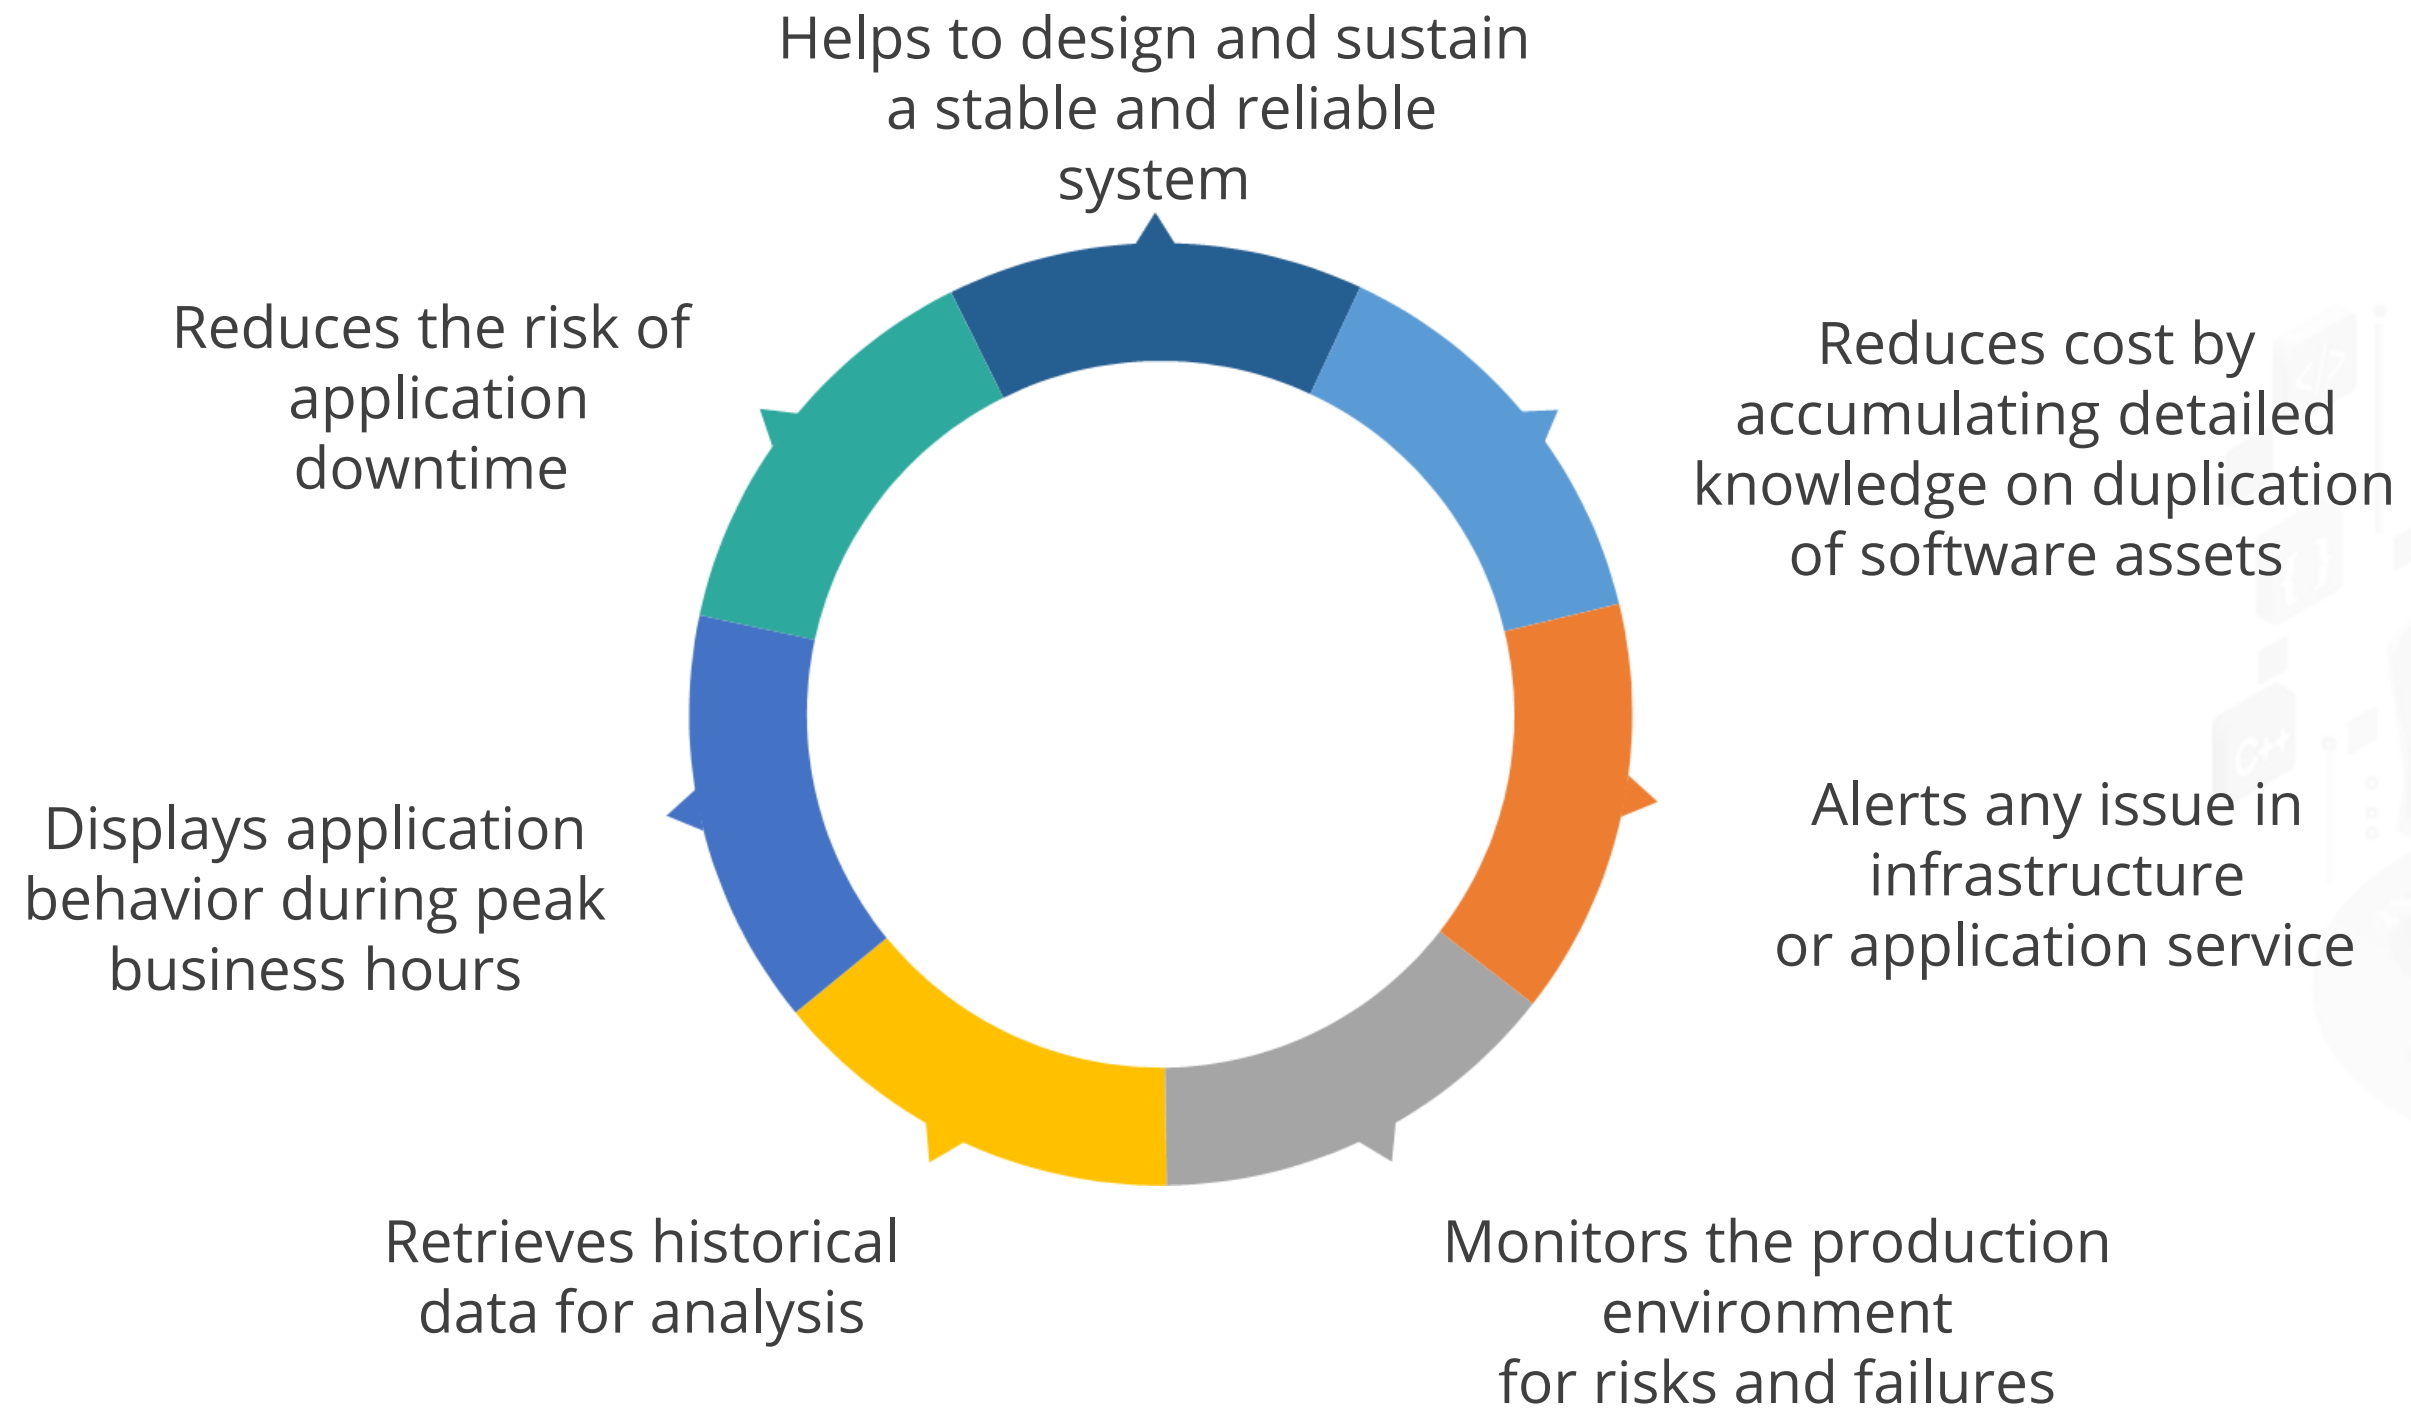 Helps to design and sustain
a stable and reliable
system
Reduces the risk of
application
downtime
Reduces cost by
accumulating detailed
knowledge on duplication
of software assets
Displays application
behavior during peak
business hours
Alerts any issue in
infrastructure
or application service
Retrieves historical
data for analysis
Monitors the production
environment
for risks and failures